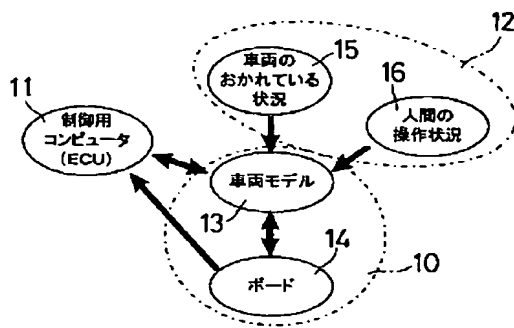 12
15
車両の
おかれている
状況
16
人間の
操作状況
11
制御用
コンピュータ
(ECU)
車両モデル
13
14
ボード
10